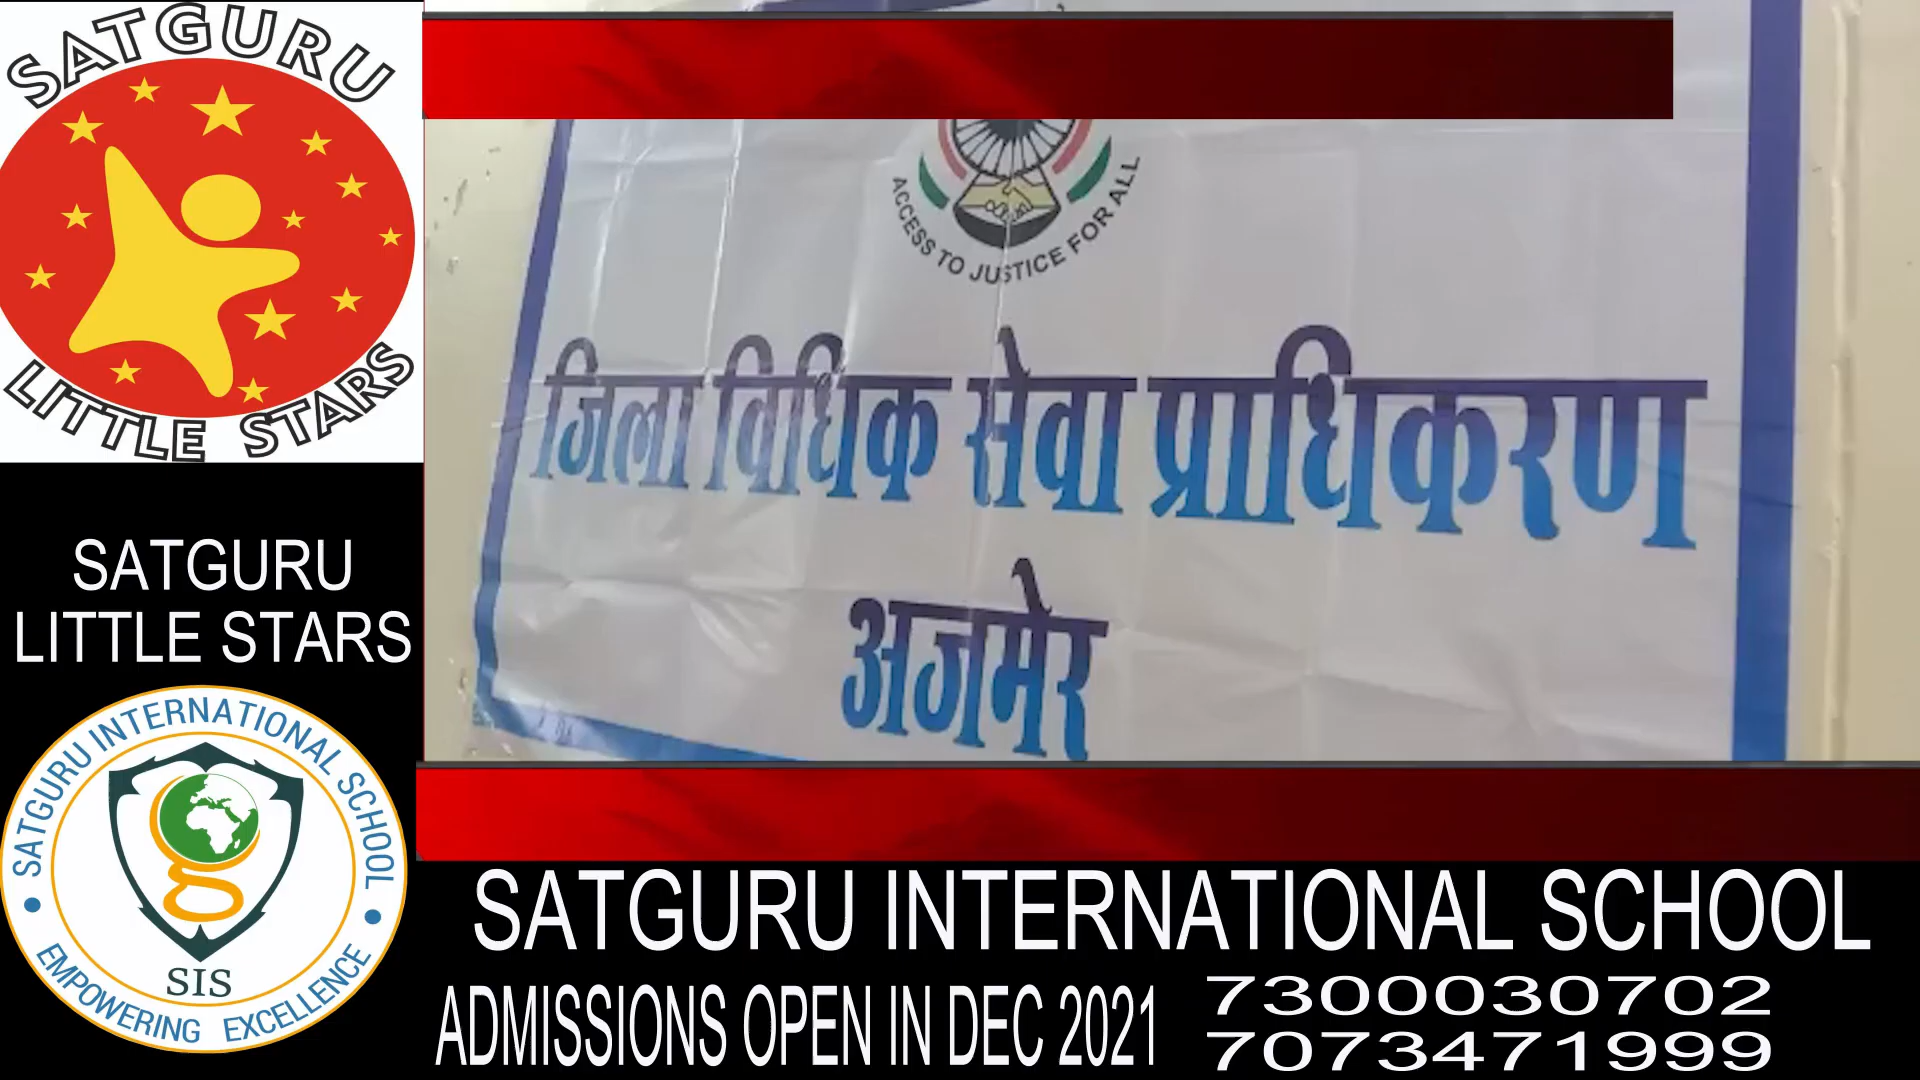 SATGURU
LITTLE STARS
SATGURU
LITTLE STARS
SATGURU INTERNATIONAL SCHOOL
SIS
EMPOWERING EXCELLENCE
ACCESS TO JUSTICE FOR ALL
जिला विधिक सेवा प्राधिकरण
अजमेर
SATGURU INTERNATIONAL SCHOOL
ADMISSIONS OPEN IN DEC 2021
7300030702
7073471999